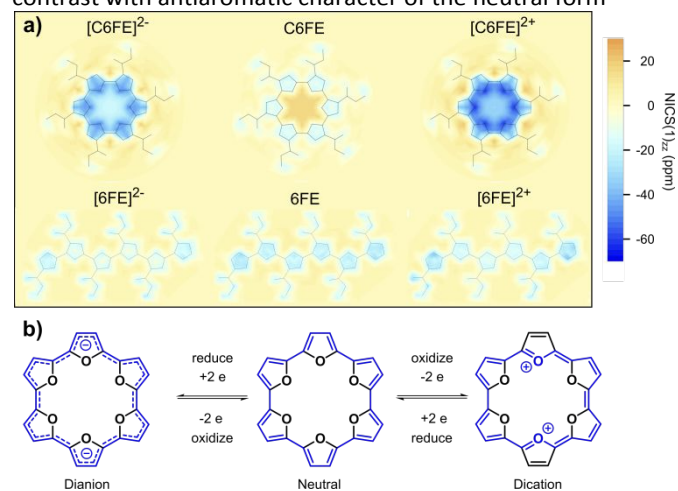 contrast with antiaromatic character of the neutral form
a)
[C6FE]2- C6FE [C6FE]2+
[6FE]2- 6FE [6FE]2+
20
0
-20
-40
-60
NICS(1)zz (ppm)
b)
reduce
+2 e
-2 e
oxidize
oxidize
-2 e
+2 e
reduce
O O O O O O
O O O O O O
O O O O O O
Dianion Neutral Dication